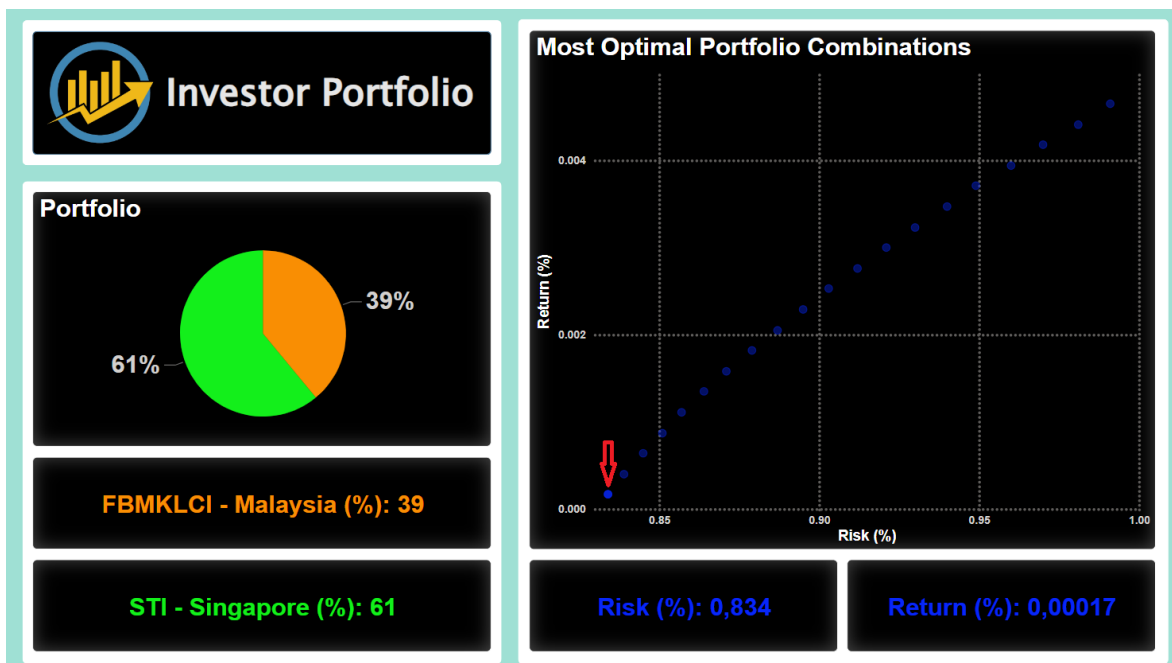 Investor Portfolio
Portfolio
39%
61%
FBMKLCI - Malaysia (%): 39
STI - Singapore (%): 61
Most Optimal Portfolio Combinations
Return (%)
0.004
0.002
0.000
0.85 0.90 0.95 1.00
Risk (%)
Risk (%): 0,834
Return (%): 0,00017